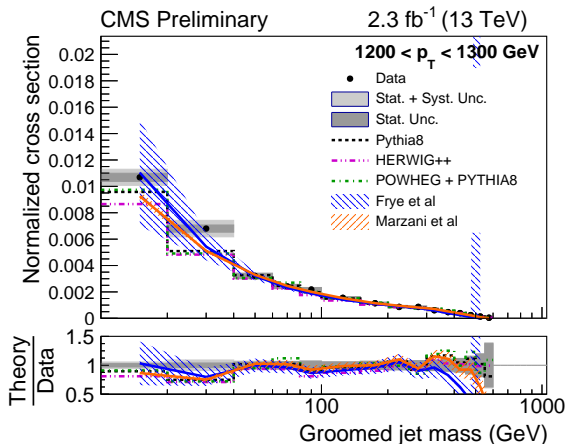 CMS Preliminary 2.3 fb⁻¹ (13 TeV)
1200 < p_T < 1300 GeV
Data
Stat. + Syst. Unc.
Stat. Unc.
Pythia8
HERWIG++
POWHEG + PYTHIA8
Frye et al
Marzani et al
Normalized cross section
0.02
0.018
0.016
0.014
0.012
0.01
0.008
0.006
0.004
0.002
0
Theory
Data
1.5
1
0.5
100 1000
Groomed jet mass (GeV)